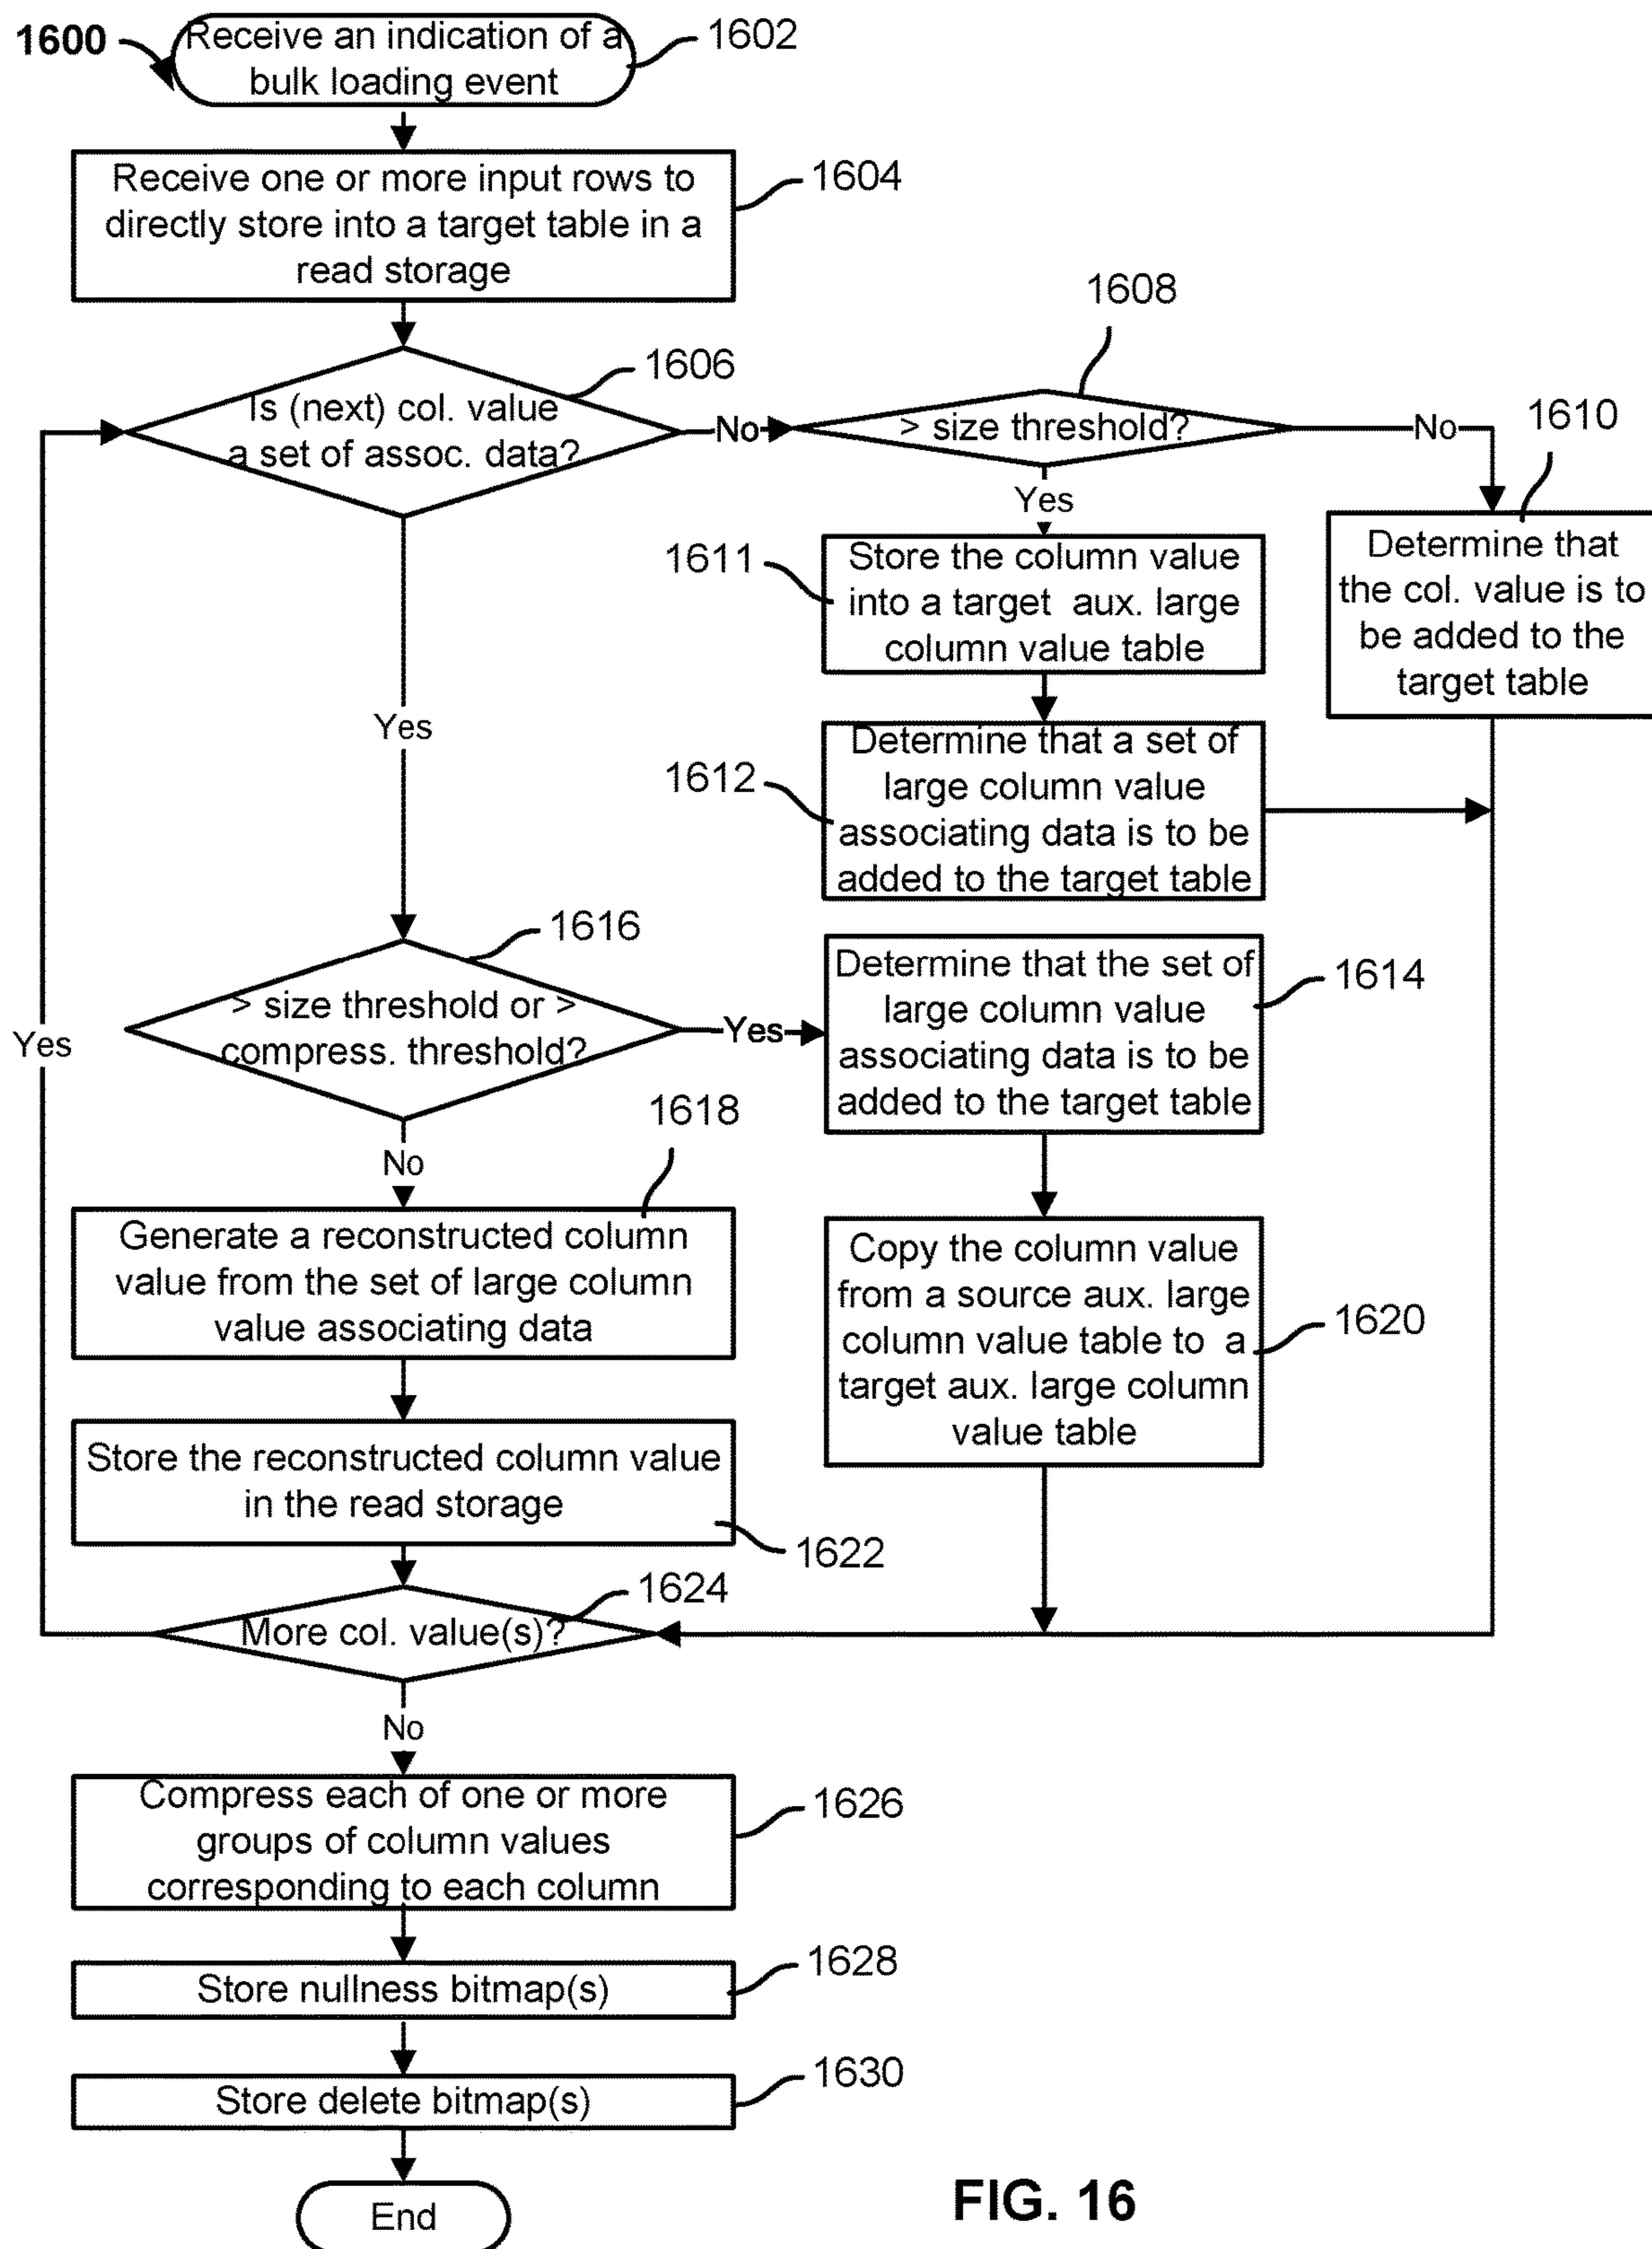 1600
Receive an indication of a
bulk loading event
1602
Receive one or more input rows to
directly store into a target table in a
read storage
1604
Is (next) col. value
a set of assoc. data?
1606
No
> size threshold?
1608
No
1610
Determine that
the col. value is to
be added to the
target table
Yes
1611
Store the column value
into a target aux. large
column value table
1612
Determine that a set of
large column value
associating data is to be
added to the target table
Yes
1616
> size threshold or >
compress. threshold?
Yes
Determine that the set of
large column value
associating data is to be
added to the target table
1614
Copy the column value
from a source aux. large
column value table to a
target aux. large column
value table
1620
No
1618
Generate a reconstructed column
value from the set of large column
value associating data
Store the reconstructed column value
in the read storage
1622
More col. value(s)?
1624
Yes
No
Compress each of one or more
groups of column values
corresponding to each column
1626
Store nullness bitmap(s)
1628
Store delete bitmap(s)
1630
End
FIG. 16